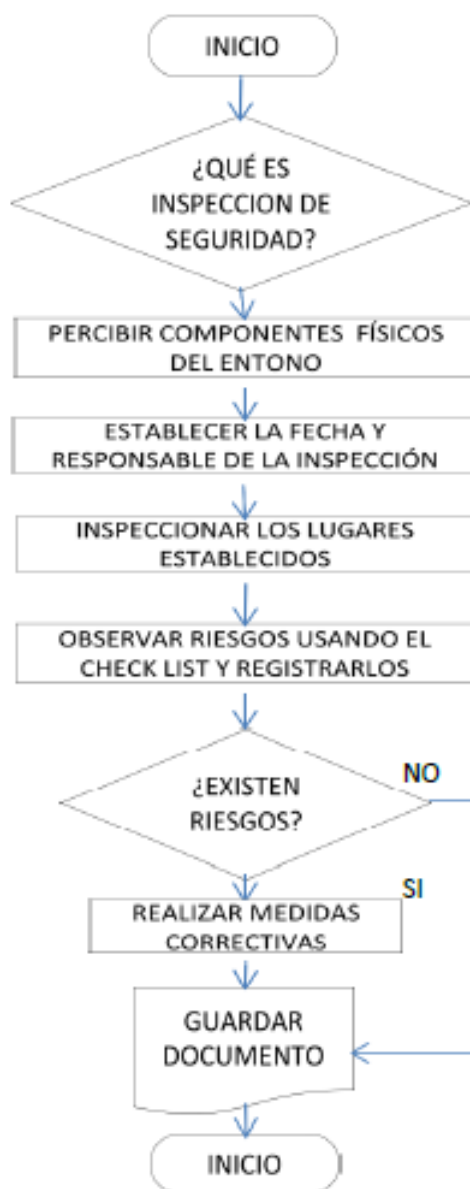 INICIO
¿QUÉ ES
INSPECCION DE
SEGURIDAD?
PERCIBIR COMPONENTES FÍSICOS
DEL ENTONO
ESTABLECER LA FECHA Y
RESPONSABLE DE LA INSPECCIÓN
INSPECCIONAR LOS LUGARES
ESTABLECIDOS
OBSERVAR RIESGOS USANDO EL
CHECK LIST Y REGISTRARLOS
¿EXISTEN
RIESGOS?
NO
SI
REALIZAR MEDIDAS
CORRECTIVAS
GUARDAR
DOCUMENTO
INICIO